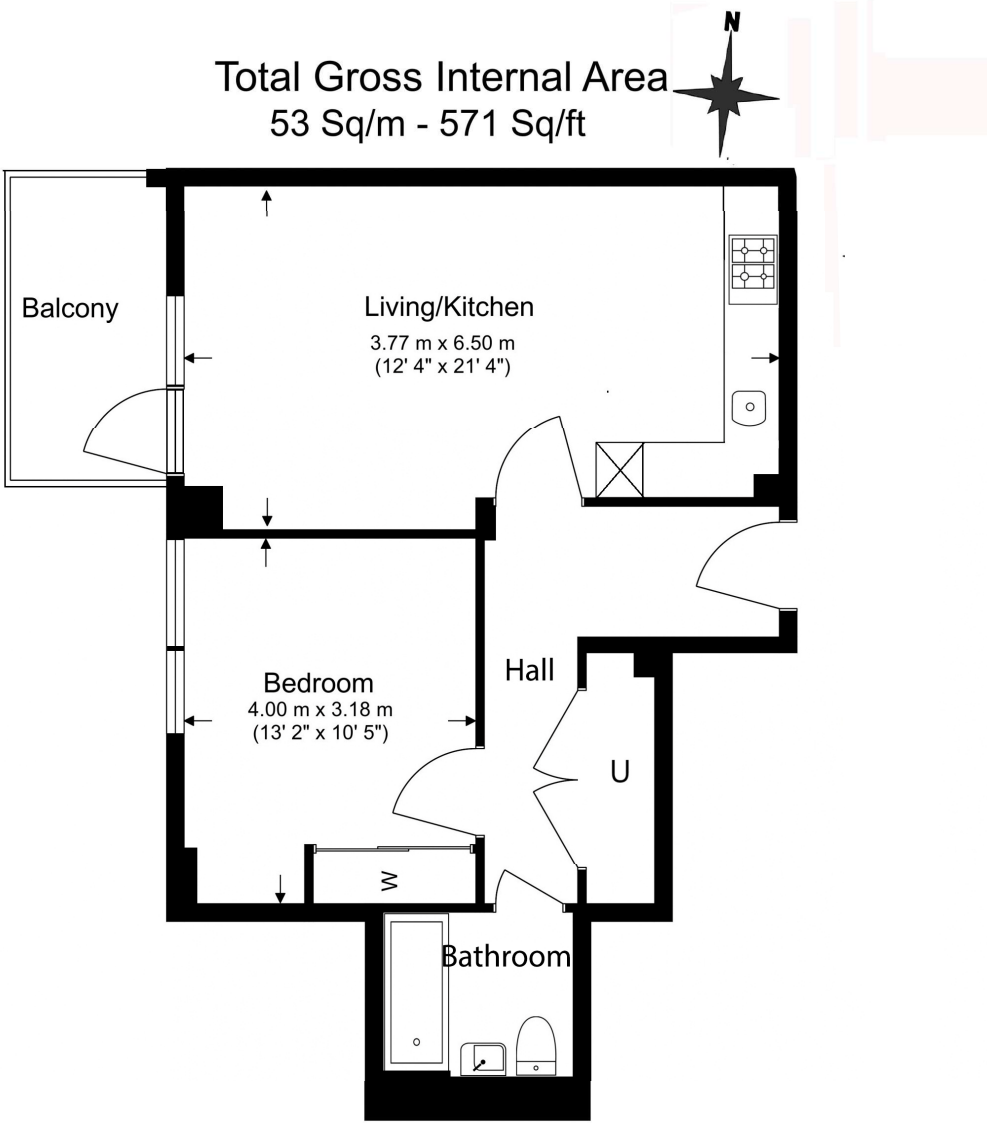 N
Total Gross Internal Area
53 Sq/m - 571 Sq/ft
Balcony
Living/Kitchen
3.77 m x 6.50 m
(12' 4" x 21' 4")
Hall
Bedroom
4.00 m x 3.18 m
(13' 2" x 10' 5")
U
W
Bathroom